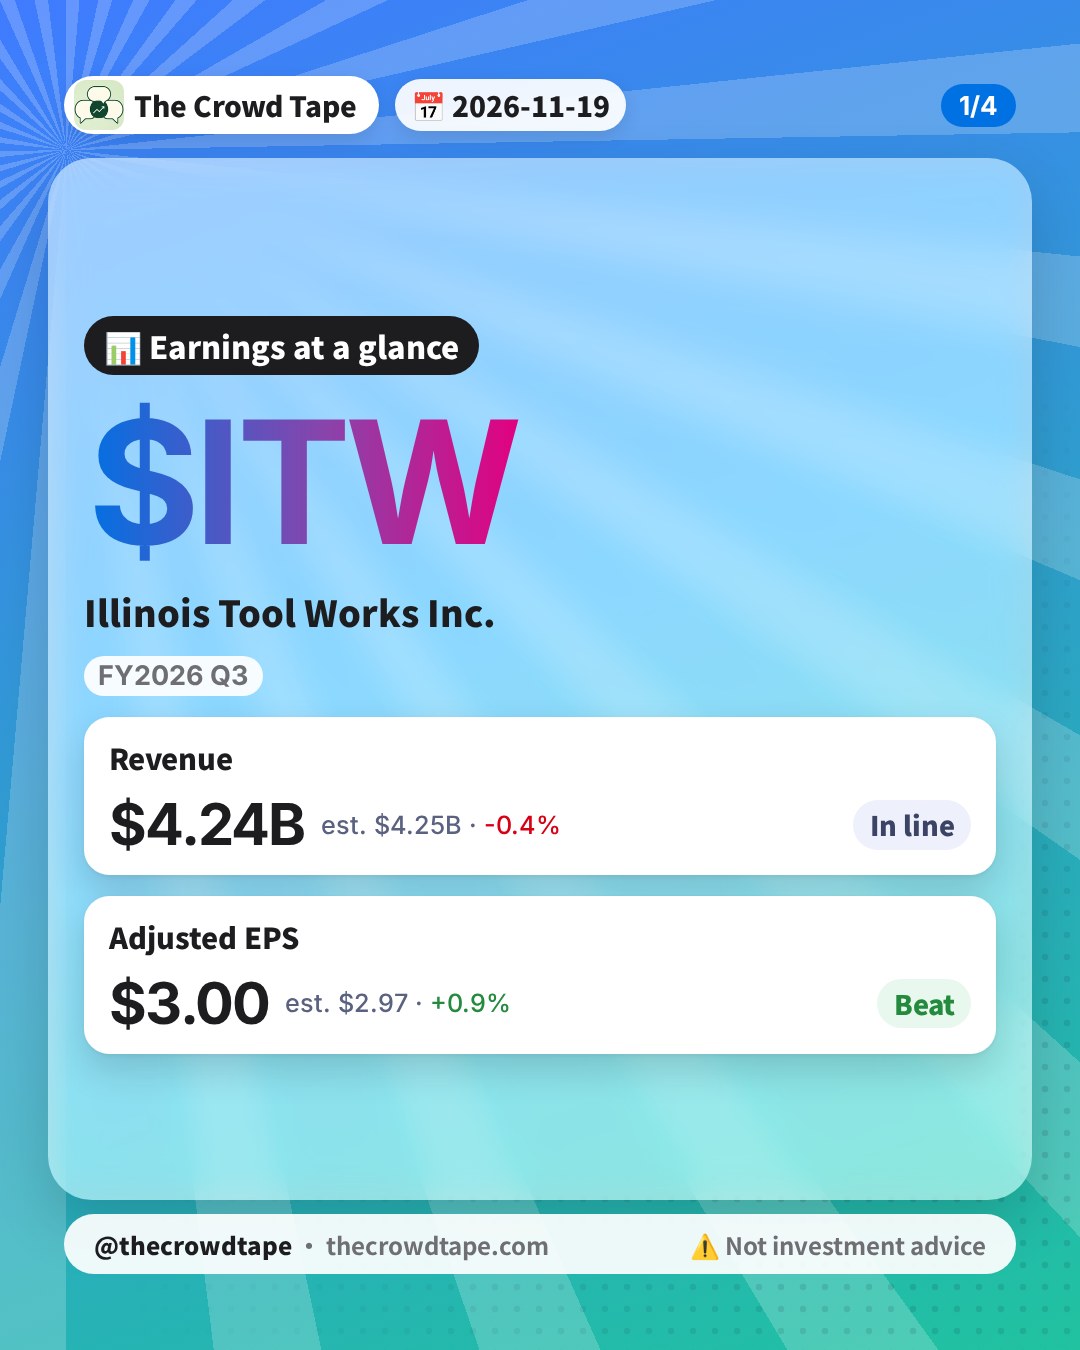 The Crowd Tape
📅 2026-11-19
1/4
📊 Earnings at a glance
$ITW
Illinois Tool Works Inc.
FY2026 Q3
Revenue
$4.24B est. $4.25B · -0.4%
In line
Adjusted EPS
$3.00 est. $2.97 · +0.9%
Beat
@thecrowdtape • thecrowdtape.com
⚠️ Not investment advice